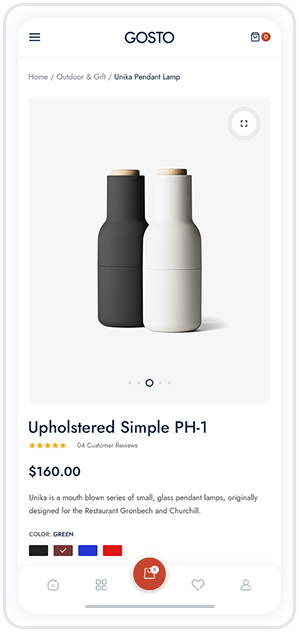 GOSTO
0
Home / Outdoor & Gift / Unika Pendant Lamp
Upholstered Simple PH-1
04 Customer Reviews
$160.00
Unika is a mouth blown series of small, glass pendant lamps, originally
designed for the Restaurant Gronbech and Churchill.
COLOR: GREEN